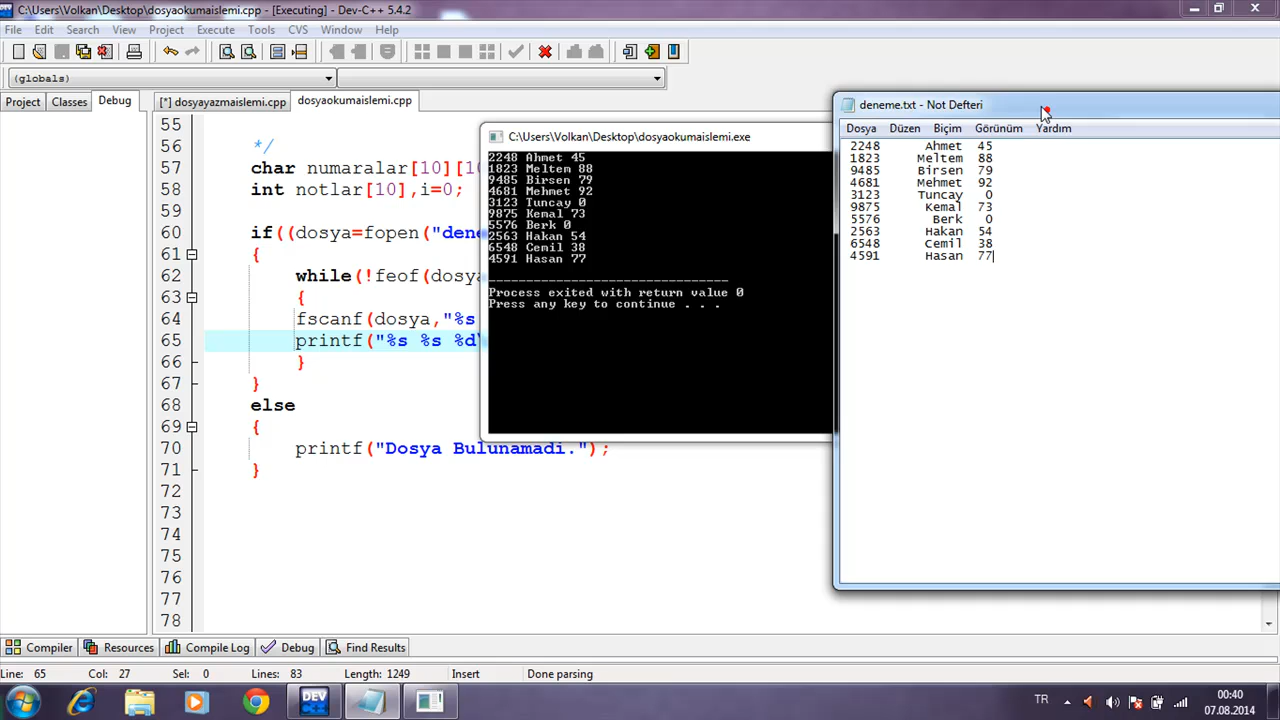 C:\Users\Volkan\Desktop\dosyaokumaislemi.cpp - [Executing] - Dev-C++ 5.4.2
File Edit Search View Project Execute Tools CVS Window Help
(globals)
Project Classes Debug
[*] dosyayazmaislemi.cpp dosyaokumaislemi.cpp
55
56 */
57 char numaralar[10][10
58 int notlar[10],i=0;
59
60 if((dosya=fopen("dene
61 {
62 while(!feof(dosya
63 {
64 fscanf(dosya,"%s
65 printf("%s %s %d\
66 }
67 }
68 else
69 {
70 printf("Dosya Bulunamadi.");
71 }
72
73
74
75
76
77
78
C:\Users\Volkan\Desktop\dosyaokumaislemi.exe
2248 Ahmet 45
1823 Meltem 88
9485 Birsen 79
4681 Mehmet 92
3123 Tuncay 0
9875 Kemal 73
5576 Berk 0
2563 Hakan 54
6548 Cemil 38
4591 Hasan 77
--------------------------------
Process exited with return value 0
Press any key to continue . . .
deneme.txt - Not Defteri
Dosya Düzen Biçim Görünüm Yardım
2248 Ahmet 45
1823 Meltem 88
9485 Birsen 79
4681 Mehmet 92
3123 Tuncay 0
9875 Kemal 73
5576 Berk 0
2563 Hakan 54
6548 Cemil 38
4591 Hasan 77
Compiler Resources Compile Log Debug Find Results
Line: 65 Col: 27 Sel: 0 Lines: 83 Length: 1249 Insert Done parsing
DEV
TR
00:40
07.08.2014